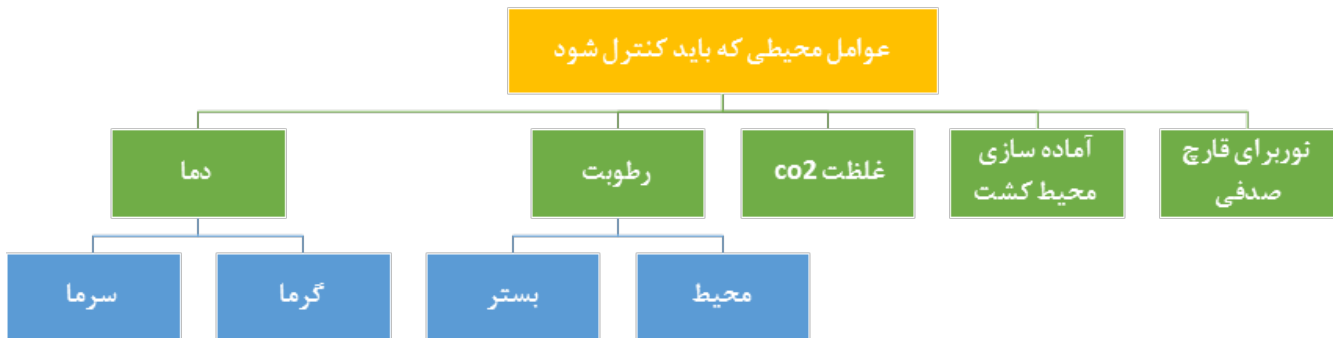 عوامل محیطی که باید کنترل شود
نوربرای قارچ
صدفی
آماده سازی
محیط کشت
غلظت co2
رطوبت
دما
محیط
بستر
گرما
سرما